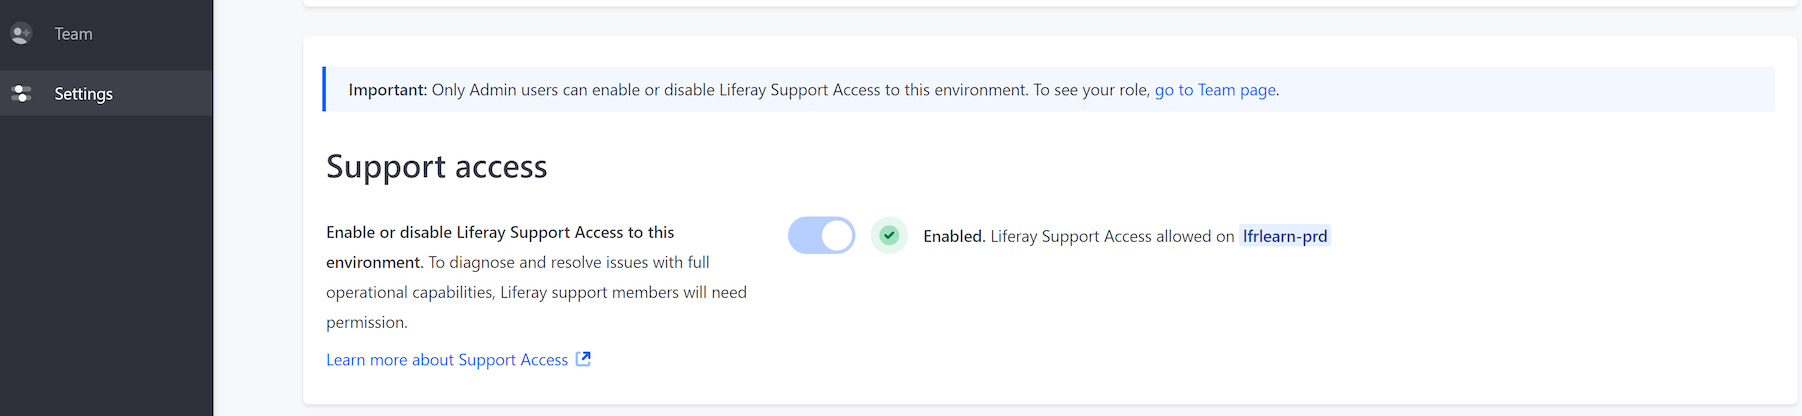 Team
Settings
Important: Only Admin users can enable or disable Liferay Support Access to this environment. To see your role, go to Team page.
Support access
Enable or disable Liferay Support Access to this
environment. To diagnose and resolve issues with full
operational capabilities, Liferay support members will need
permission.
Learn more about Support Access
Enabled. Liferay Support Access allowed on lfrlearn-prd